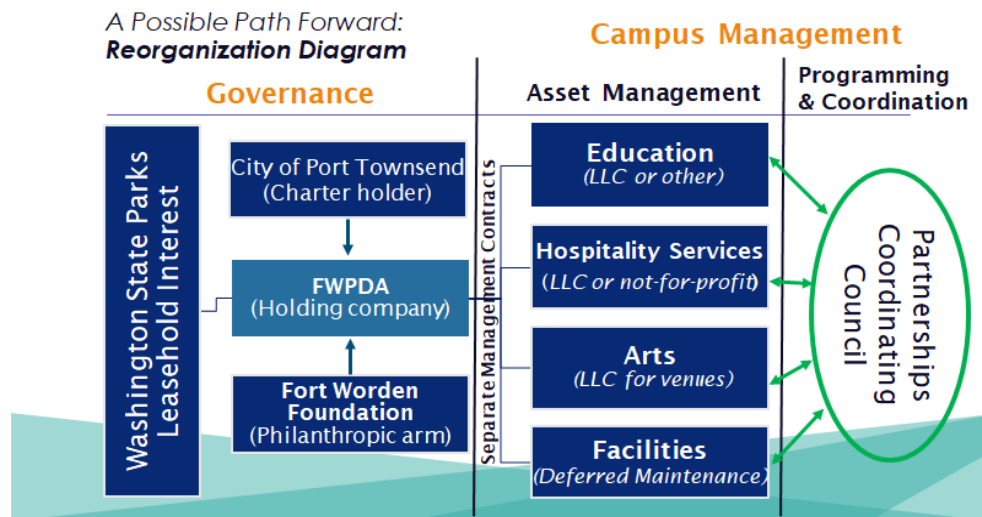 A Possible Path Forward:
Reorganization Diagram
Campus Management
Governance
Asset Management
Programming
& Coordination
Washington State Parks
Leasehold Interest
City of Port Townsend
(Charter holder)
FWPDA
(Holding company)
Fort Worden
Foundation
(Philanthropic arm)
Separate Management Contracts
Education
(LLC or other)
Hospitality Services
(LLC or not-for-profit)
Arts
(LLC for venues)
Facilities
(Deferred Maintenance)
Partnerships
Coordinating
Council